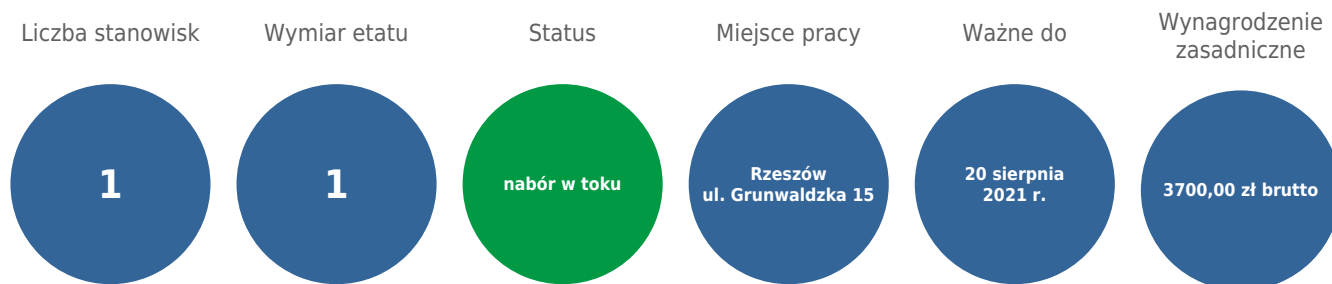 Liczba stanowisk
1
Wymiar etatu
1
Status
nabór w toku
Miejsce pracy
Rzeszów
ul. Grunwaldzka 15
Ważne do
20 sierpnia
2021 r.
Wynagrodzenie
zasadniczne
3700,00 zł brutto